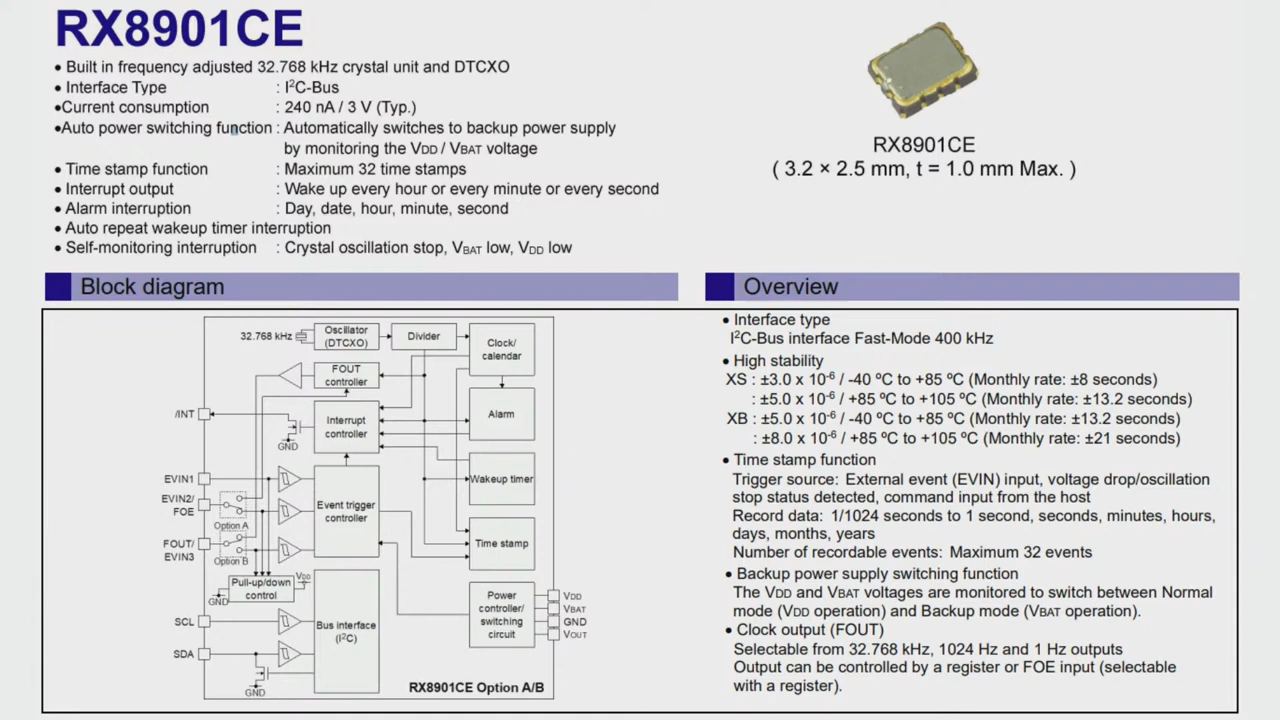 RX8901CE
• Built in frequency adjusted 32.768 kHz crystal unit and DTCXO
• Interface Type : I²C-Bus
•Current consumption : 240 nA / 3 V (Typ.)
•Auto power switching function : Automatically switches to backup power supply
by monitoring the VDD / VBAT voltage
• Time stamp function : Maximum 32 time stamps
• Interrupt output : Wake up every hour or every minute or every second
• Alarm interruption : Day, date, hour, minute, second
• Auto repeat wakeup timer interruption
• Self-monitoring interruption : Crystal oscillation stop, VBAT low, VDD low
RX8901CE
( 3.2 × 2.5 mm, t = 1.0 mm Max. )
Block diagram
32.768 kHz
Oscillator
(DTCXO)
Divider
Clock/
calendar
FOUT
controller
/INT
GND
Interrupt
controller
Alarm
EVIN1
EVIN2/
FOE
Option A
FOUT/
EVIN3
Option B
Event trigger
controller
Wakeup timer
Time stamp
Pull-up/down
control
VDD
GND
SCL
SDA
GND
Bus interface
(I²C)
Power
controller/
switching
circuit
VDD
VBAT
GND
VOUT
RX8901CE Option A/B
Overview
• Interface type
I²C-Bus interface Fast-Mode 400 kHz
• High stability
XS : ±3.0 x 10⁻⁶ / -40 ºC to +85 ºC (Monthly rate: ±8 seconds)
: ±5.0 x 10⁻⁶ / +85 ºC to +105 ºC (Monthly rate: ±13.2 seconds)
XB : ±5.0 x 10⁻⁶ / -40 ºC to +85 ºC (Monthly rate: ±13.2 seconds)
: ±8.0 x 10⁻⁶ / +85 ºC to +105 ºC (Monthly rate: ±21 seconds)
• Time stamp function
Trigger source: External event (EVIN) input, voltage drop/oscillation
stop status detected, command input from the host
Record data: 1/1024 seconds to 1 second, seconds, minutes, hours,
days, months, years
Number of recordable events: Maximum 32 events
• Backup power supply switching function
The VDD and VBAT voltages are monitored to switch between Normal
mode (VDD operation) and Backup mode (VBAT operation).
• Clock output (FOUT)
Selectable from 32.768 kHz, 1024 Hz and 1 Hz outputs
Output can be controlled by a register or FOE input (selectable
with a register).